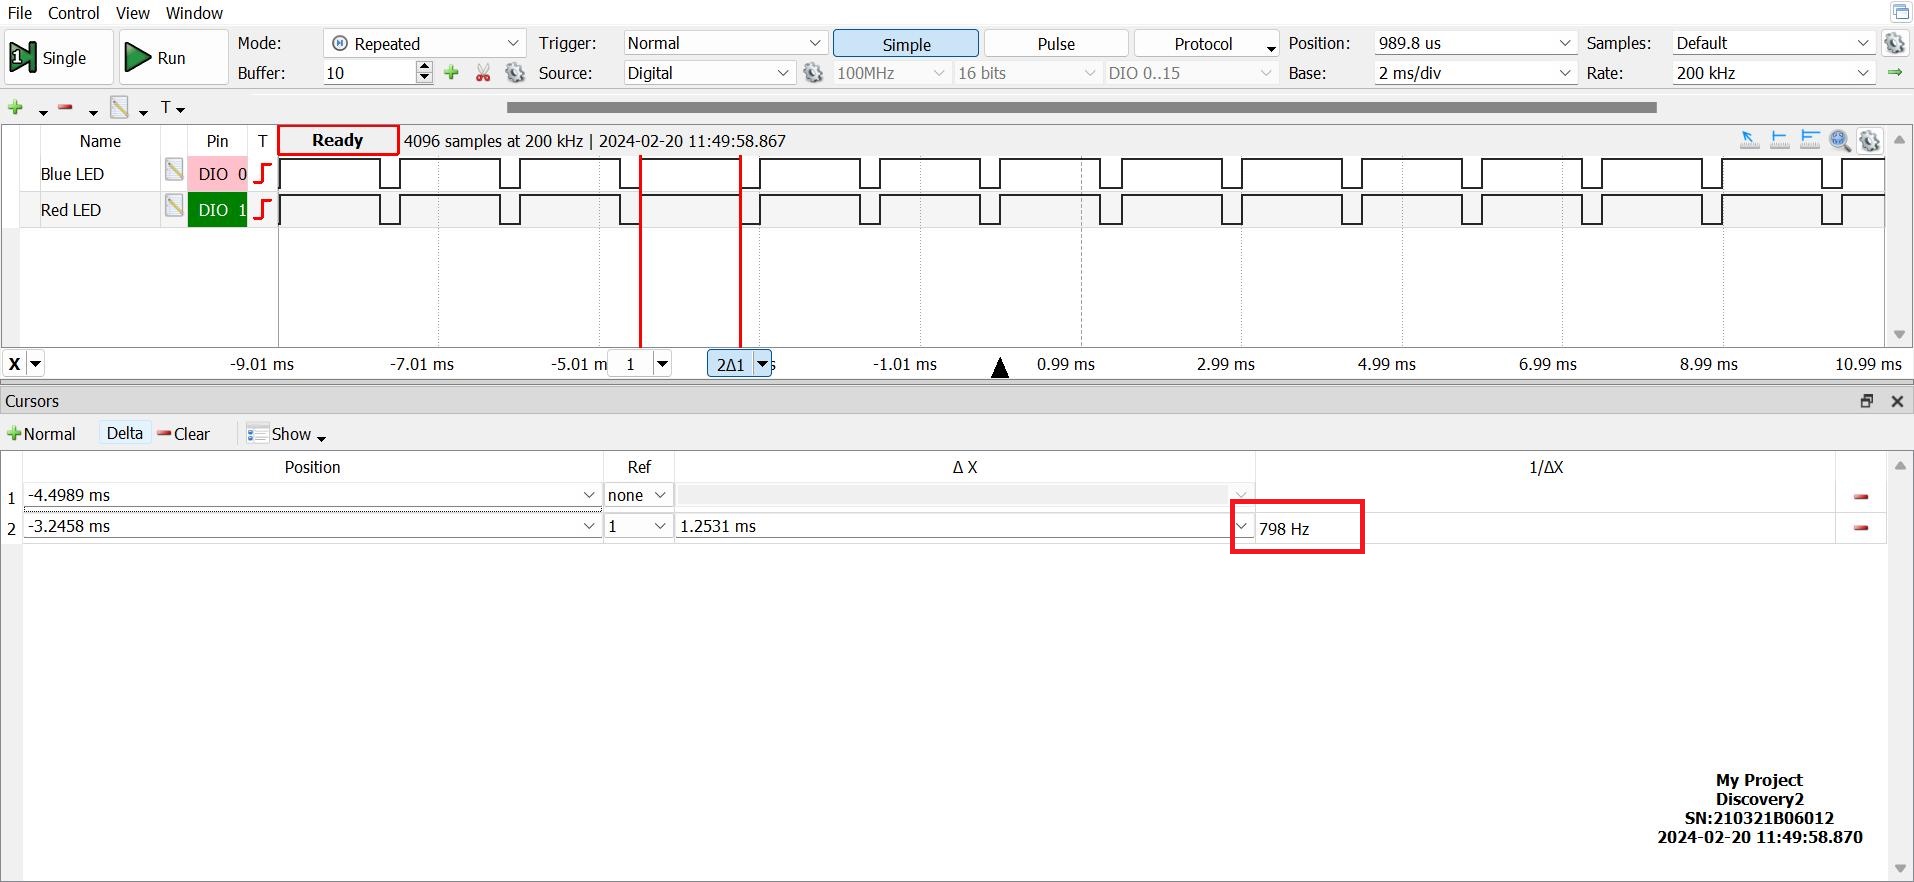 File Control View Window
Single Run Mode: Repeated Trigger: Normal Simple Pulse Protocol Position: 989.8 us Samples: Default
Buffer: 10 Source: Digital 100MHz 16 bits DIO 0..15 Base: 2 ms/div Rate: 200 kHz
T
Name Pin T Ready 4096 samples at 200 kHz | 2024-02-20 11:49:58.867
Blue LED DIO 0
Red LED DIO 1
X -9.01 ms -7.01 ms -5.01 m 1 2Δ1 s -1.01 ms 0.99 ms 2.99 ms 4.99 ms 6.99 ms 8.99 ms 10.99 ms
Cursors
Normal Delta Clear Show
Position Ref Δ X 1/ΔX
1 -4.4989 ms none
2 -3.2458 ms 1 1.2531 ms 798 Hz
My Project
Discovery2
SN:210321B06012
2024-02-20 11:49:58.870